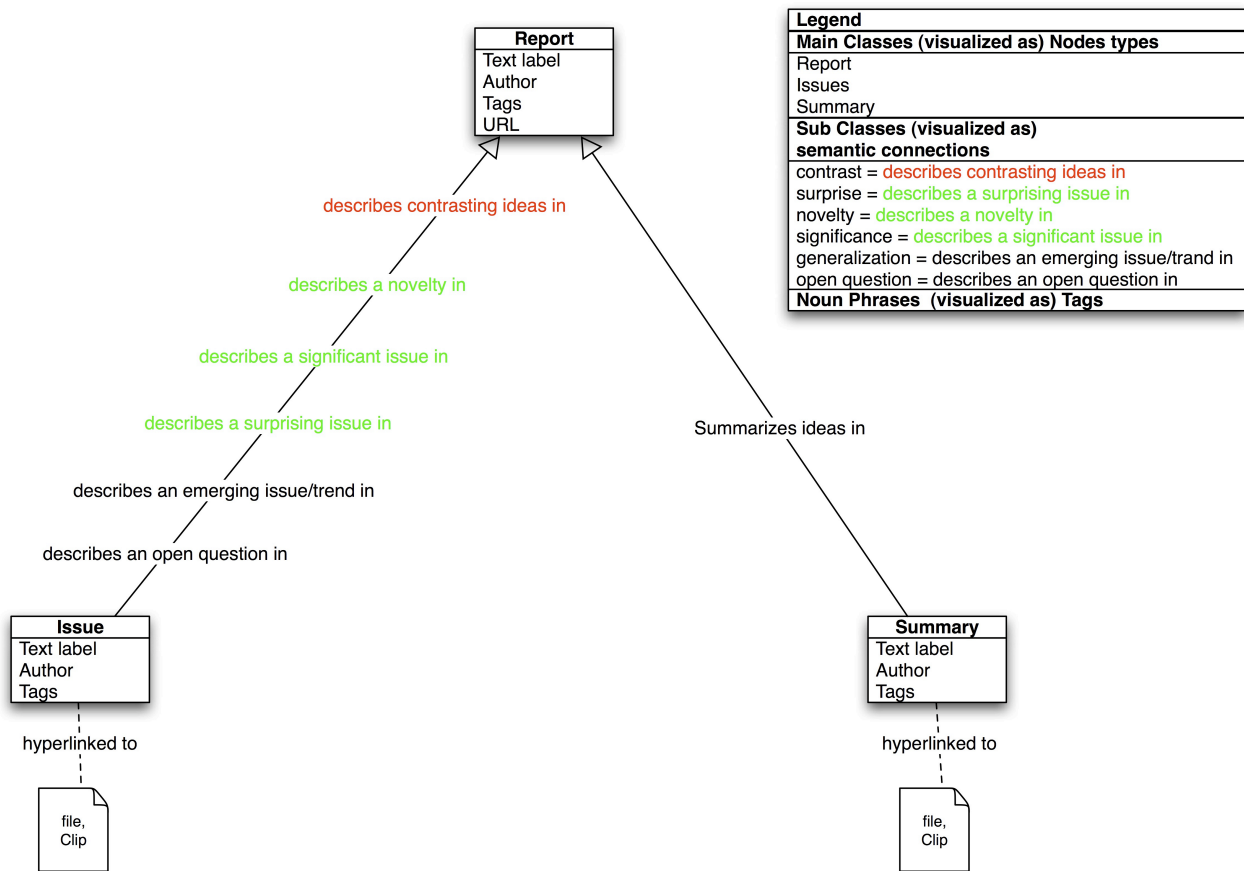 Report
Text label
Author
Tags
URL
Legend
Main Classes (visualized as) Nodes types
Report
Issues
Summary
Sub Classes (visualized as)
semantic connections
contrast = describes contrasting ideas in
surprise = describes a surprising issue in
novelty = describes a novelty in
significance = describes a significant issue in
generalization = describes an emerging issue/trand in
open question = describes an open question in
Noun Phrases (visualized as) Tags
describes contrasting ideas in
describes a novelty in
describes a significant issue in
describes a surprising issue in
describes an emerging issue/trend in
describes an open question in
Summarizes ideas in
Issue
Text label
Author
Tags
hyperlinked to
file,
Clip
Summary
Text label
Author
Tags
hyperlinked to
file,
Clip